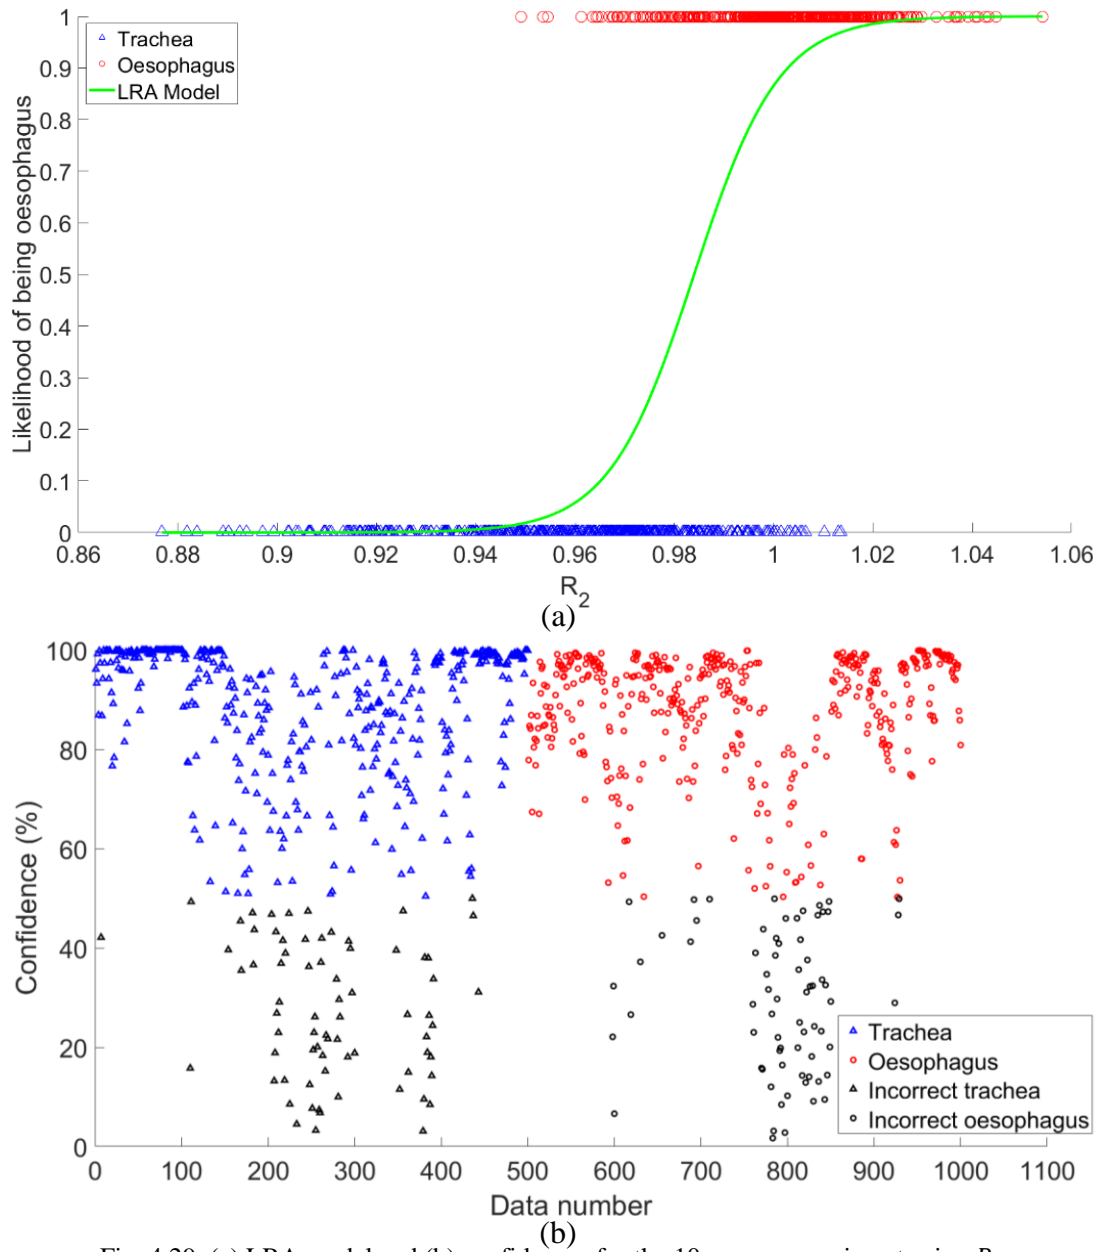 1
0.9
0.8
0.7
0.6
0.5
0.4
0.3
0.2
0.1
0
Likelihood of being oesophagus
Trachea
Oesophagus
LRA Model
0.86 0.88 0.9 0.92 0.94 0.96 0.98 1 1.02 1.04 1.06
R2
(a)
100
80
60
40
20
0
Confidence (%)
Trachea
Oesophagus
Incorrect trachea
Incorrect oesophagus
0 100 200 300 400 500 600 700 800 900 1000 1100
Data number
(b)